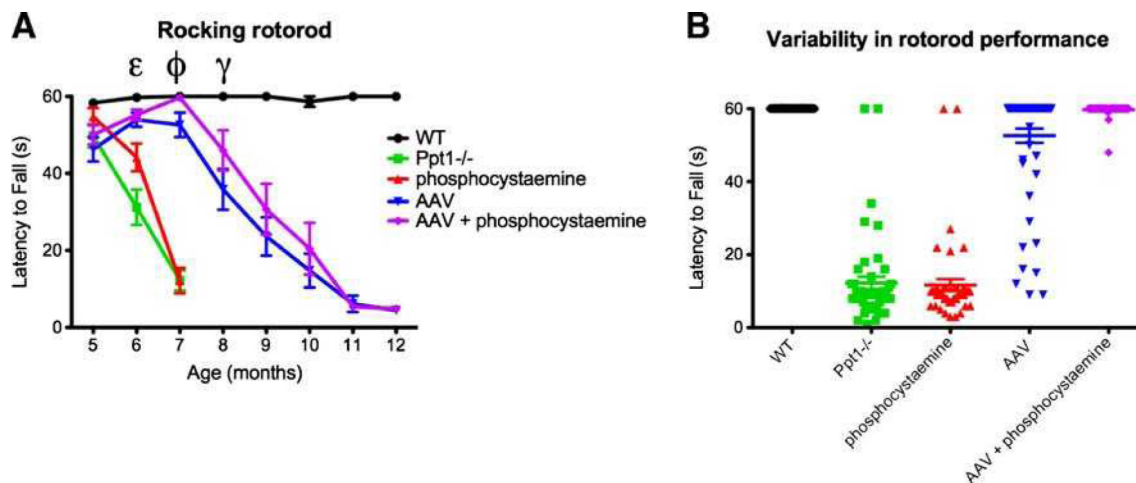 A
Rocking rotorod
ε ϕ γ
Latency to Fall (s)
60
40
20
0
5 6 7 8 9 10 11 12
Age (months)
WT
Ppt1-/-
phosphocystaemine
AAV
AAV + phosphocystaemine
B
Variability in rotorod performance
Latency to Fall (s)
60
40
20
0
WT
Ppt1-/-
phosphocystaemine
AAV
AAV + phosphocystaemine